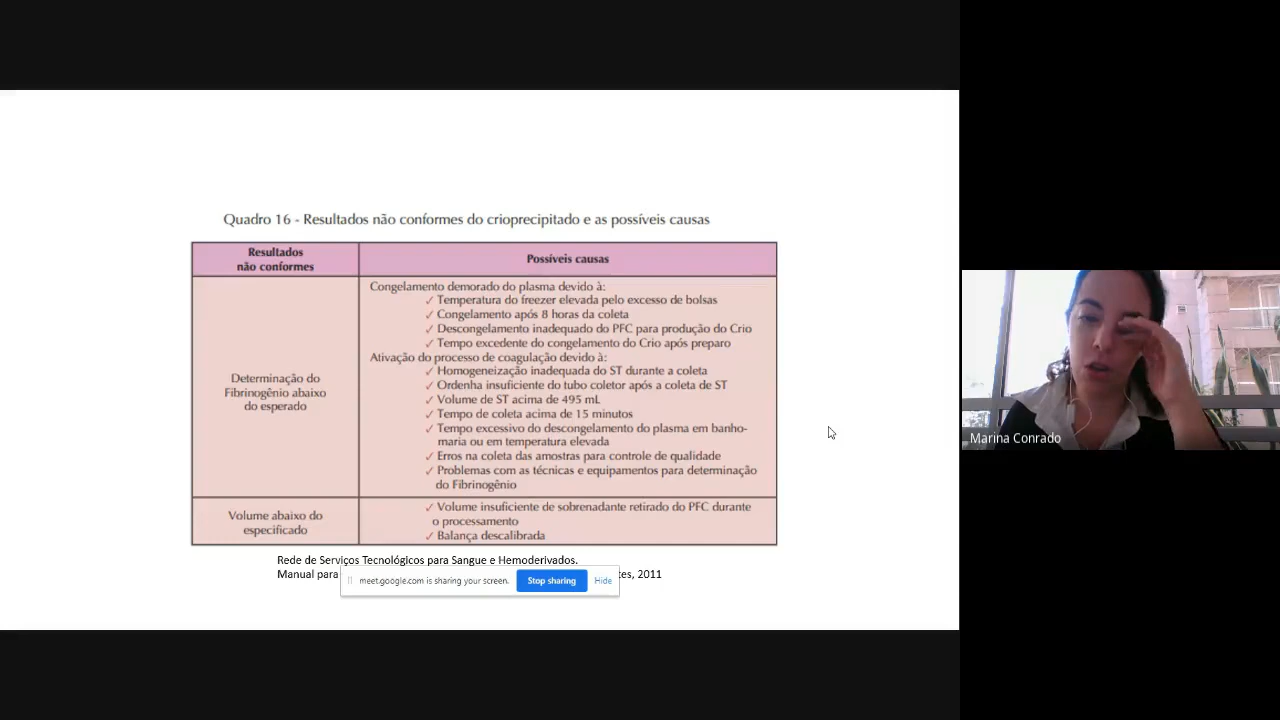 Quadro 16 - Resultados não conformes do crioprecipitado e as possíveis causas
Resultados
não conformes
Possíveis causas
Determinação do
Fibrinogênio abaixo
do esperado
Congelamento demorado do plasma devido à:
✓ Temperatura do freezer elevada pelo excesso de bolsas
✓ Congelamento após 8 horas da coleta
✓ Descongelamento inadequado do PFC para produção do Crio
✓ Tempo excedente do congelamento do Crio após preparo
Ativação do processo de coagulação devido à:
✓ Homogeneização inadequada do ST durante a coleta
✓ Ordenha insuficiente do tubo coletor após a coleta de ST
✓ Volume de ST acima de 495 mL
✓ Tempo de coleta acima de 15 minutos
✓ Tempo excessivo do descongelamento do plasma em banho-
maria ou em temperatura elevada
✓ Erros na coleta das amostras para controle de qualidade
✓ Problemas com as técnicas e equipamentos para determinação
do Fibrinogênio
Volume abaixo do
especificado
✓ Volume insuficiente de sobrenadante retirado do PFC durante
o processamento
✓ Balança descalibrada
Rede de Serviços Tecnológicos para Sangue e Hemoderivados.
Manual para
tes, 2011
meet.google.com is sharing your screen.
Stop sharing
Hide
Marina Conrado